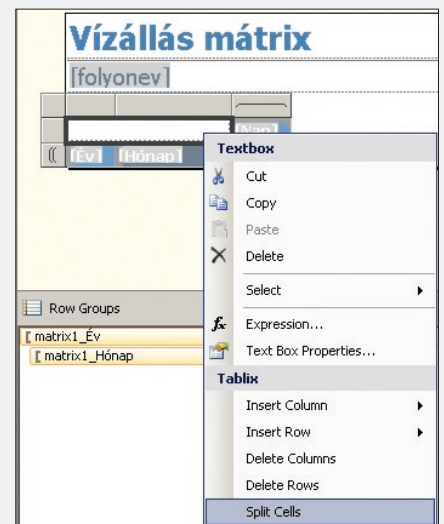 Vízállás mátrix
[folyonev]
[Nap]
[Év] [Hónap]
Textbox
Cut
Copy
Paste
Delete
Select
fx Expression...
Text Box Properties...
Tablix
Insert Column
Insert Row
Delete Columns
Delete Rows
Split Cells
Row Groups
[ matrix1_Év
[ matrix1_Hónap